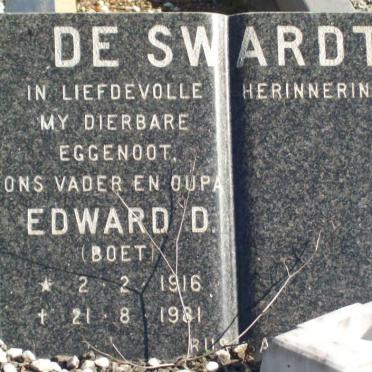 DE SWARDT
IN LIEFDEVOLLE HERINNERIN
MY DIERBARE
EGGENOOT,
ONS VADER EN OUPA
EDWARD D.
(BOET)
★ 2-2-1916
† 21-8-1981